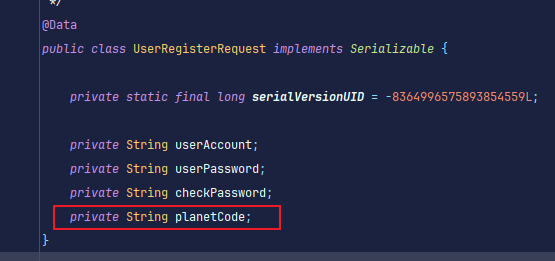 */
@Data
public class UserRegisterRequest implements Serializable {
private static final long serialVersionUID = -8364996575893854559L;
private String userAccount;
private String userPassword;
private String checkPassword;
private String planetCode;
}